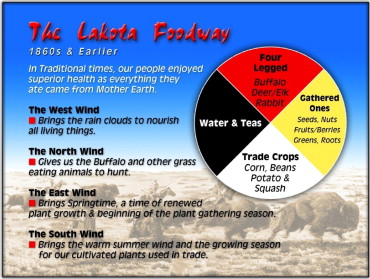 The Lakota Foodway
1860s & Earlier
In Traditional times, our people enjoyed
superior health as everything they
ate came from Mother Earth.
The West Wind
Brings the rain clouds to nourish
all living things.
The North Wind
Gives us the Buffalo and other grass
eating animals to hunt.
The East Wind
Brings Springtime, a time of renewed
plant growth & beginning of the plant gathering season.
The South Wind
Brings the warm summer wind and the growing season
for our cultivated plants used in trade.
Four
Legged
Buffalo
Deer/Elk
Rabbit
Gathered
Ones
Seeds, Nuts
Fruits/Berries
Greens, Roots
Water & Teas
Trade Crops
Corn, Beans
Potato &
Squash